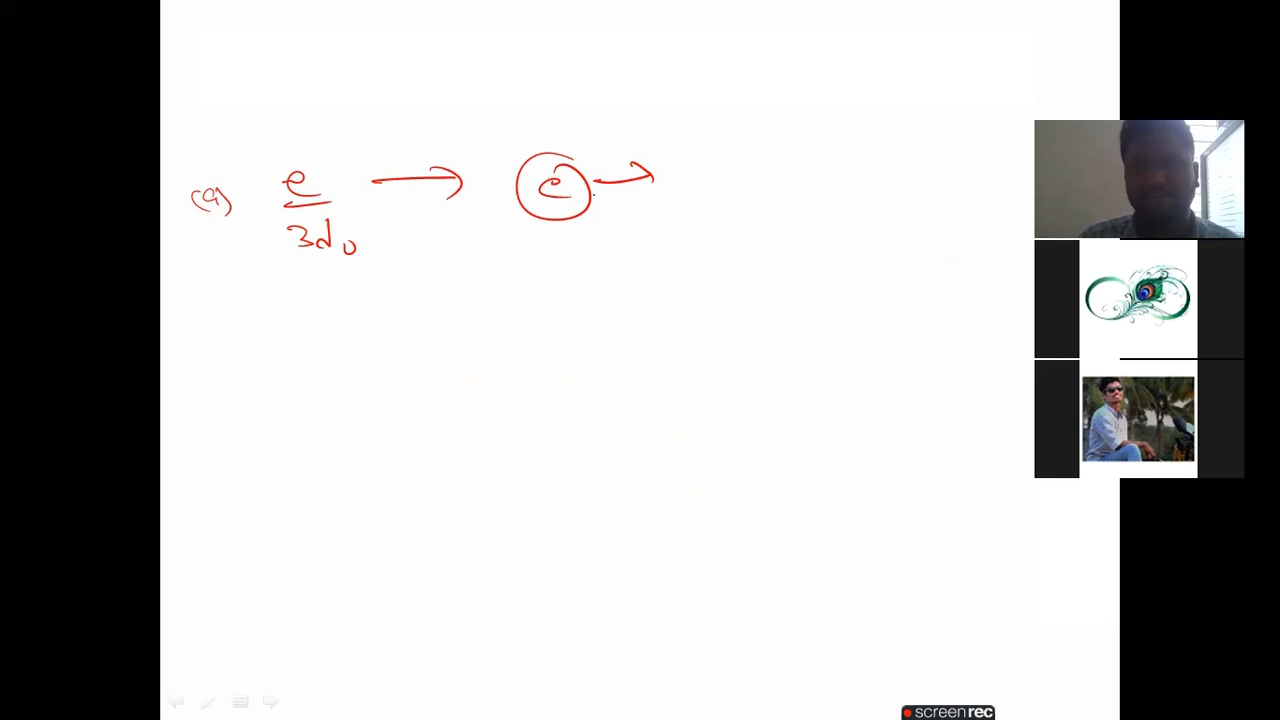 (a) e → e →
3d₀
screenrec